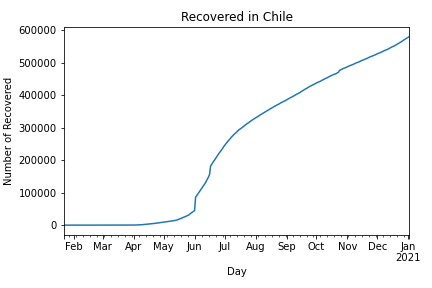 Recovered in Chile
600000
500000
400000
300000
200000
100000
0
Number of Recovered
Feb Mar Apr May Jun Jul Aug Sep Oct Nov Dec Jan
2021
Day